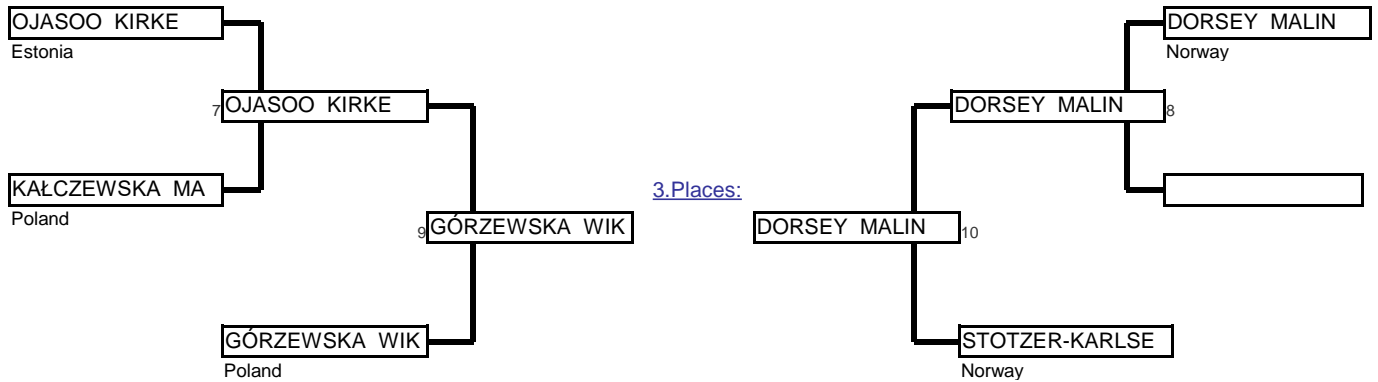 OJASOO KIRKE
DORSEY MALIN
Estonia
Norway
7 OJASOO KIRKE
DORSEY MALIN 8
KAŁCZEWSKA MA
3.Places:
Poland
9 GÓRZEWSKA WIK
DORSEY MALIN 10
GÓRZEWSKA WIK
STOTZER-KARLSE
Poland
Norway